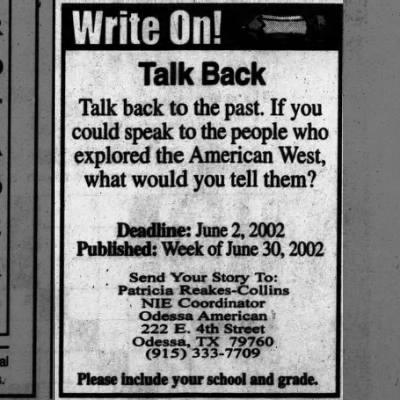 Write On!
Talk Back
Talk back to the past. If you
could speak to the people who
explored the American West,
what would you tell them?
Deadline: June 2, 2002
Published: Week of June 30, 2002
Send Your Story To:
Patricia Reakes-Collins
NIE Coordinator
Odessa American
222 E. 4th Street
Odessa, TX 79760
(915) 333-7709
Please include your school and grade.